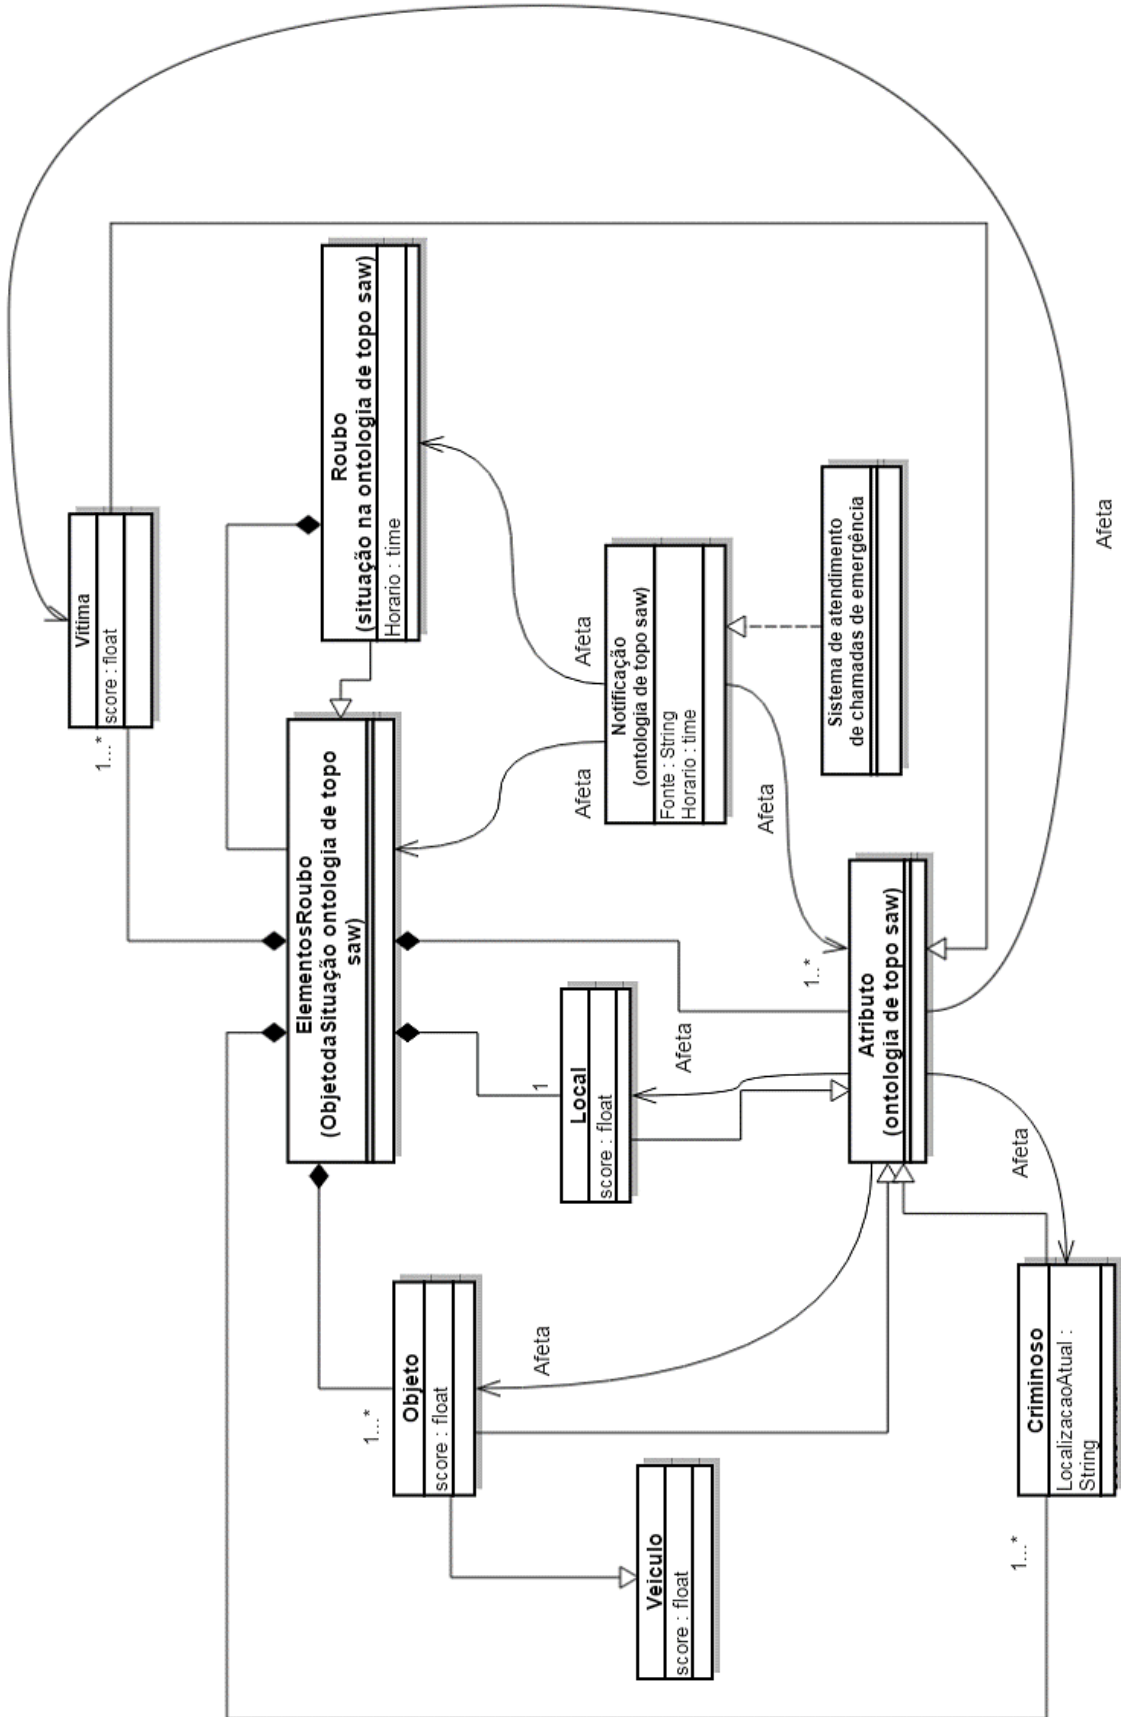 Vitima
score : float
1...*
Roubo
(situação na ontologia de topo saw)
Horario : time
ElementosRoubo
(ObjetodaSituação ontologia de topo
saw)
Afeta
Afeta
Notificação
(ontologia de topo saw)
Fonte : String
Horario : time
Sistema de atendimento
de chamadas de emergência
Afeta
Afeta
1..*
Atributo
(ontologia de topo saw)
1
Local
score : float
Afeta
Afeta
1...*
Objeto
score : float
Afeta
Veiculo
score : float
Criminoso
LocalizacaoAtual :
String
1...*